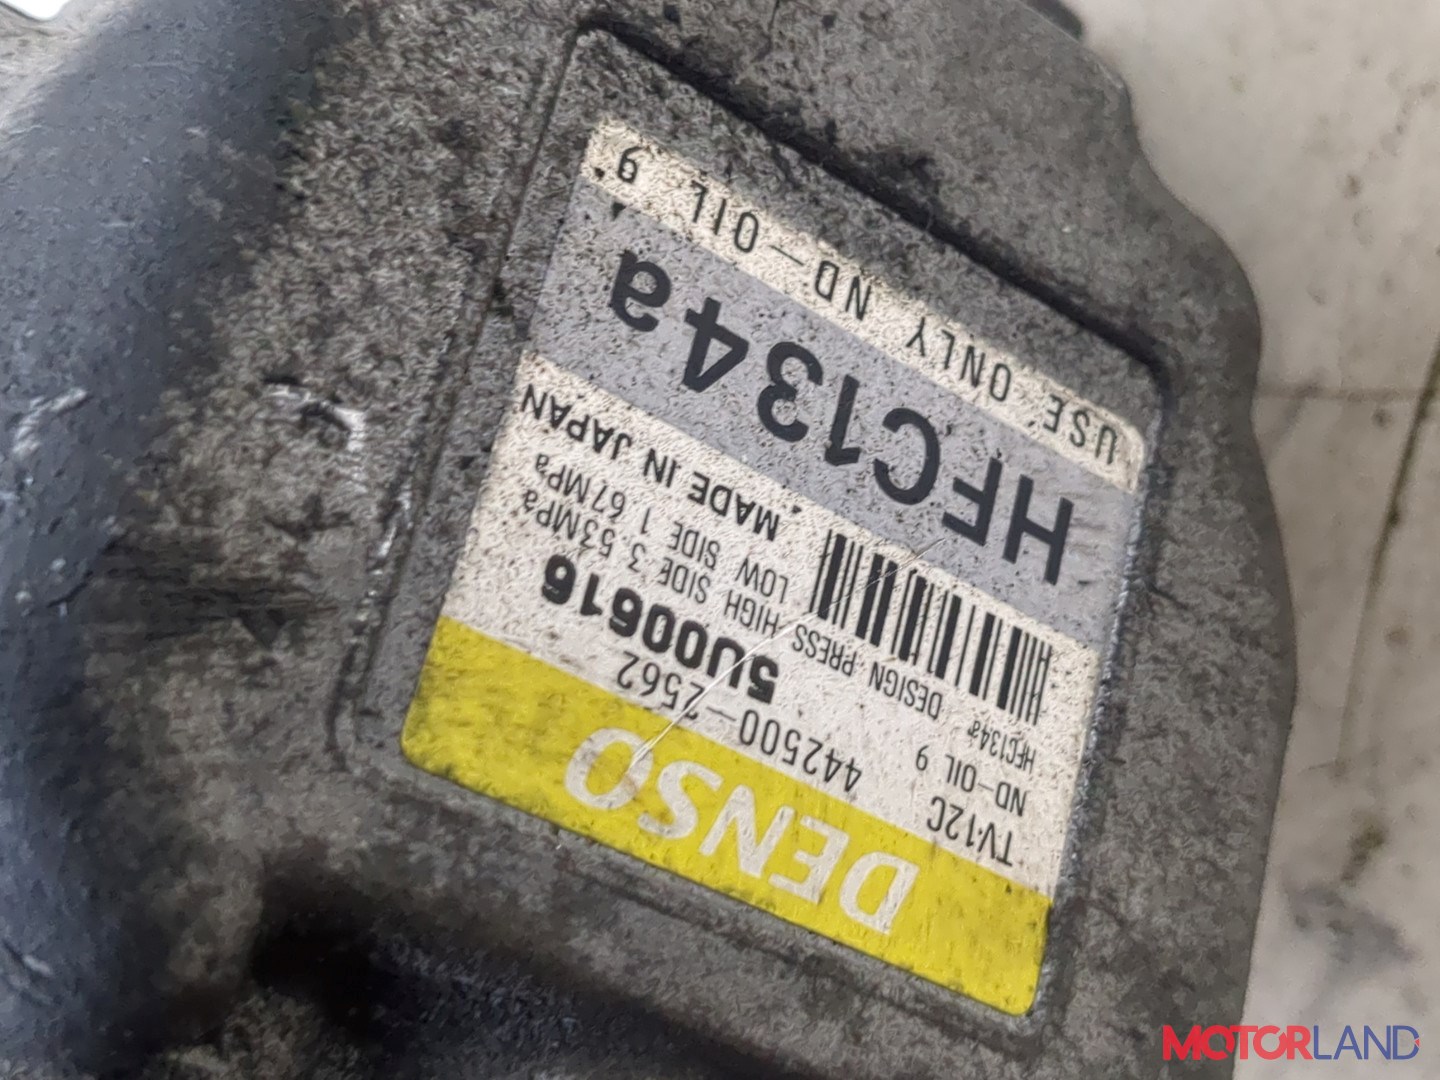 DENSO
TV12C 442500-2562
ND-OIL 9 5U00616
HFC134a DESIGN PRESS HIGH SIDE 3.53MPa
LOW SIDE 1.67MPa
MADE IN JAPAN
HFC134a
USE ONLY ND-OIL 9
MOTORLAND